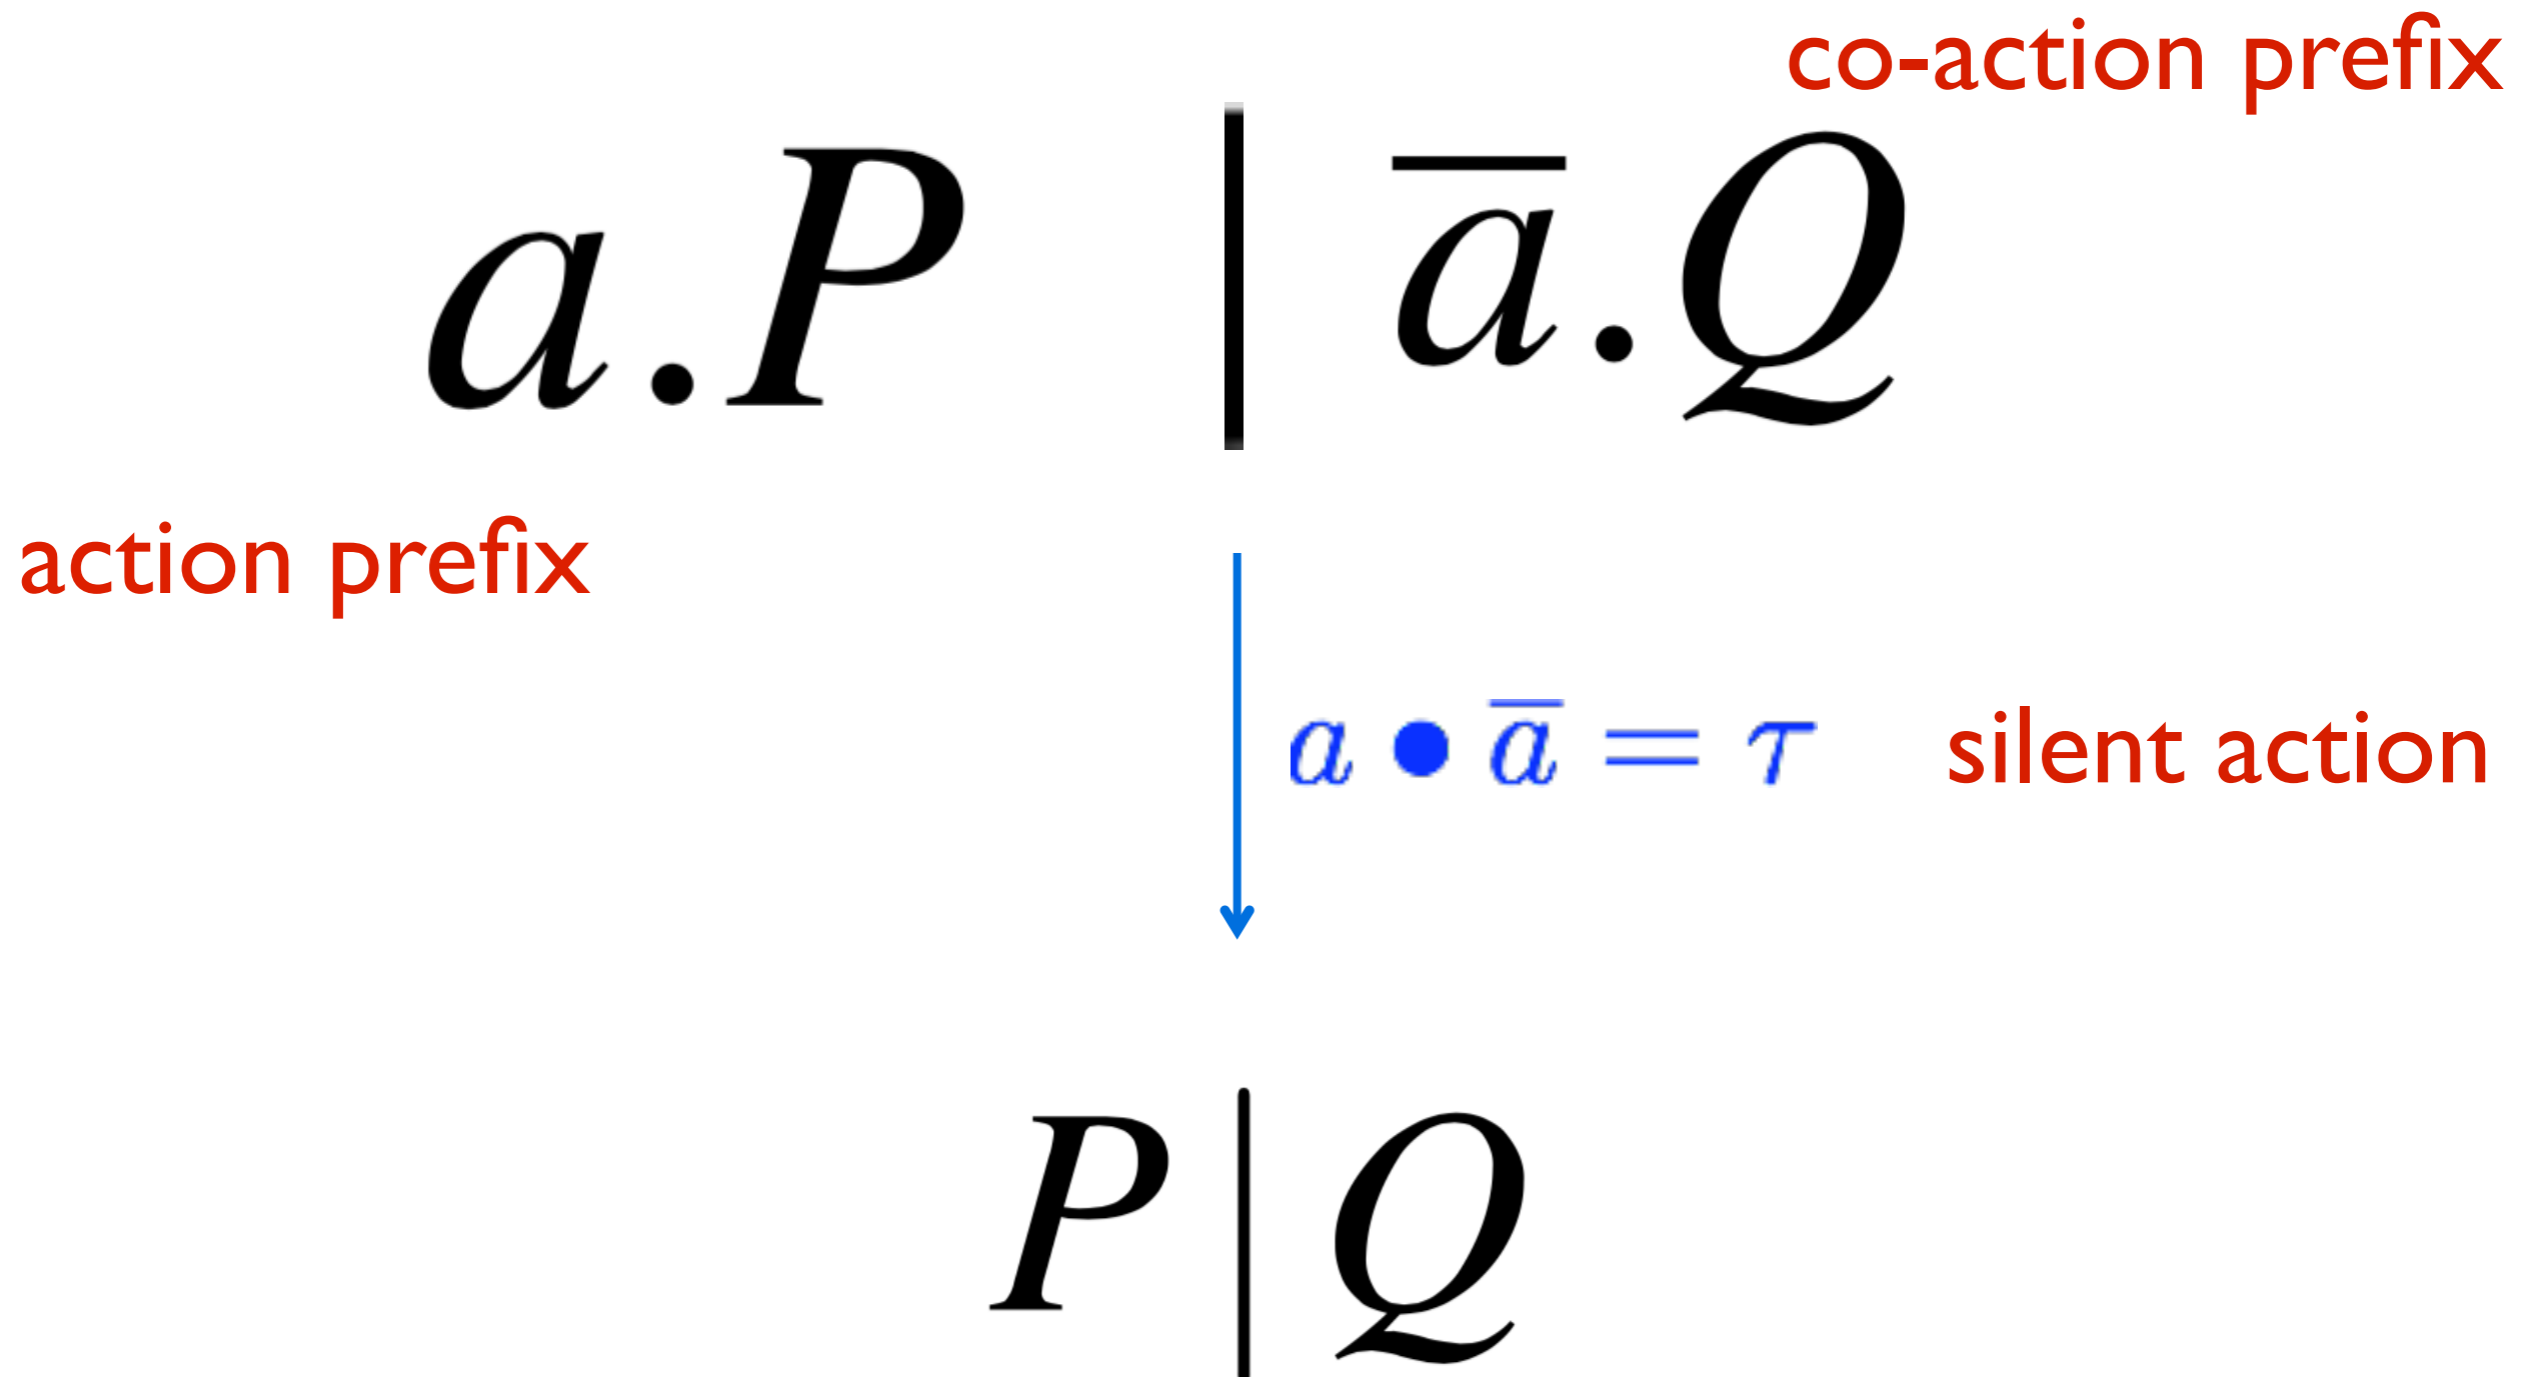 co-action prefix
a.P | a̅.Q
action prefix
a • a̅ = τ silent action
P | Q